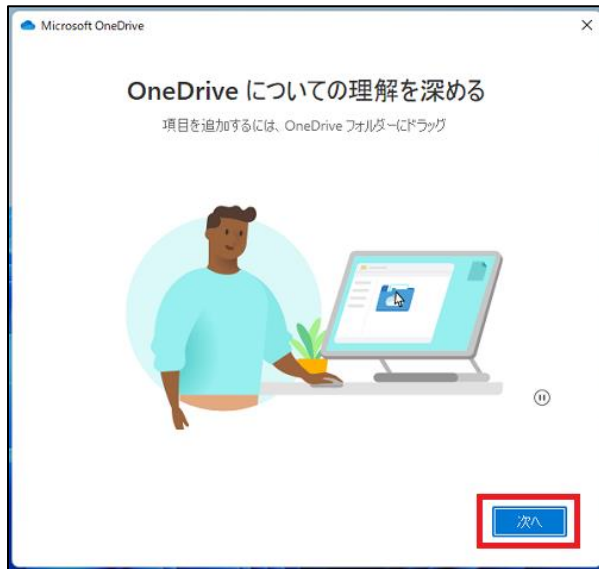 Microsoft OneDrive
OneDrive についての理解を深める
項目を追加するには、OneDrive フォルダーにドラッグ
次へ